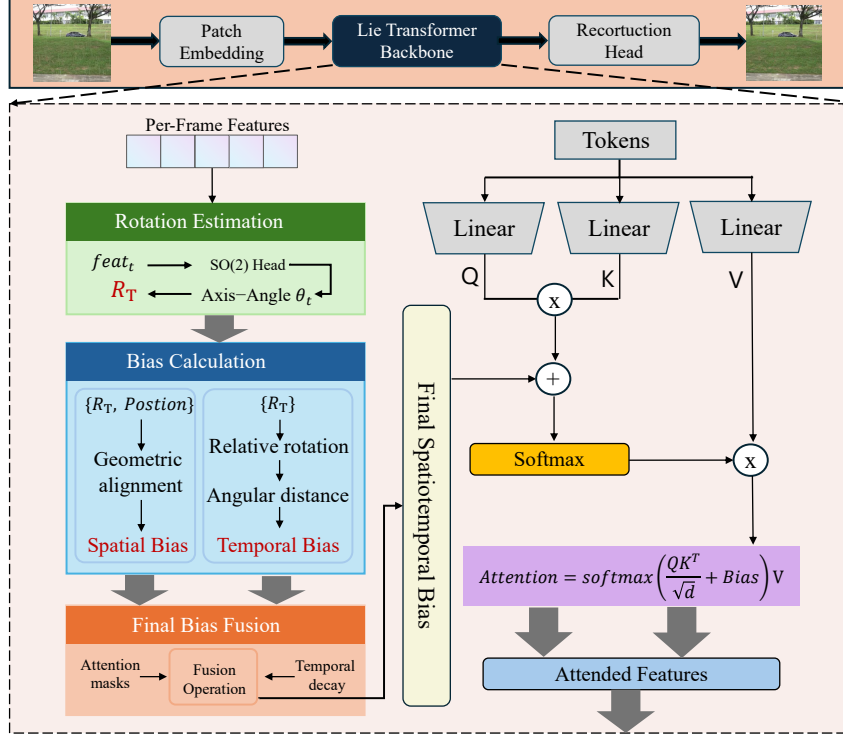 Patch
Embedding
Lie Transformer
Backbone
Recortuction
Head
Per-Frame Features
Rotation Estimation
feat_t
SO(2) Head
R_T
Axis−Angle θ_t
Bias Calculation
{R_T, Postion}
Geometric
alignment
Spatial Bias
{R_T}
Relative rotation
Angular distance
Temporal Bias
Final Bias Fusion
Attention
masks
Fusion
Operation
Temporal
decay
Final Spatiotemporal Bias
Tokens
Linear
Linear
Linear
Q
K
V
x
+
Softmax
x
Attention = softmax(QK^T/√d + Bias)V
Attended Features